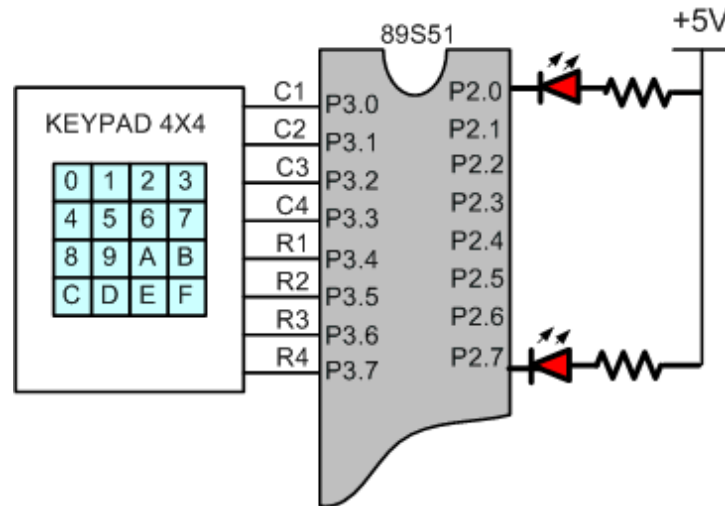 +5V
89S51
KEYPAD 4X4
0 1 2 3
4 5 6 7
8 9 A B
C D E F
C1
C2
C3
C4
R1
R2
R3
R4
P3.0
P3.1
P3.2
P3.3
P3.4
P3.5
P3.6
P3.7
P2.0
P2.1
P2.2
P2.3
P2.4
P2.5
P2.6
P2.7